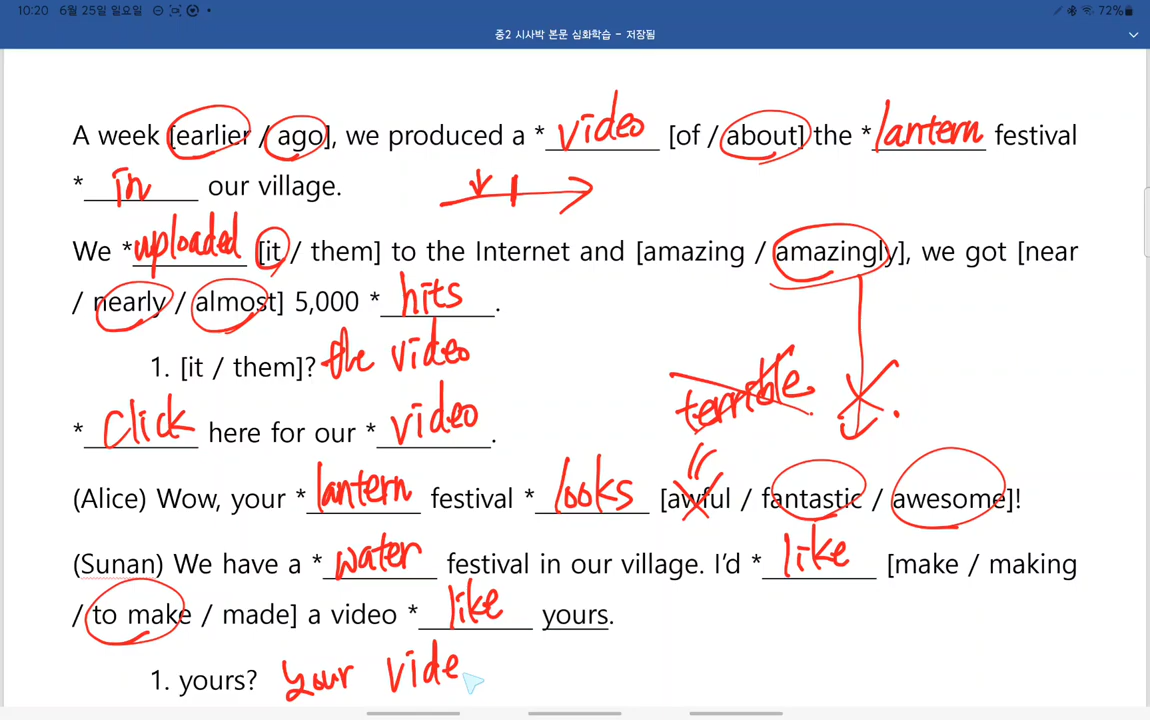 10:20 6월 25일 일요일 72%
중2 시사박 본문 심화학습 - 저장됨
A week [earlier / ago], we produced a * video [of / about] the * lantern festival
* in our village.
We * uploaded [it / them] to the Internet and [amazing / amazingly], we got [near
/ nearly / almost] 5,000 * hits.
1. [it / them]? the video
terrible
* Click here for our * video.
(Alice) Wow, your * lantern festival * looks [awful / fantastic / awesome]!
(Sunan) We have a * water festival in our village. I'd * like [make / making
/ to make / made] a video * like yours.
1. yours? your vide